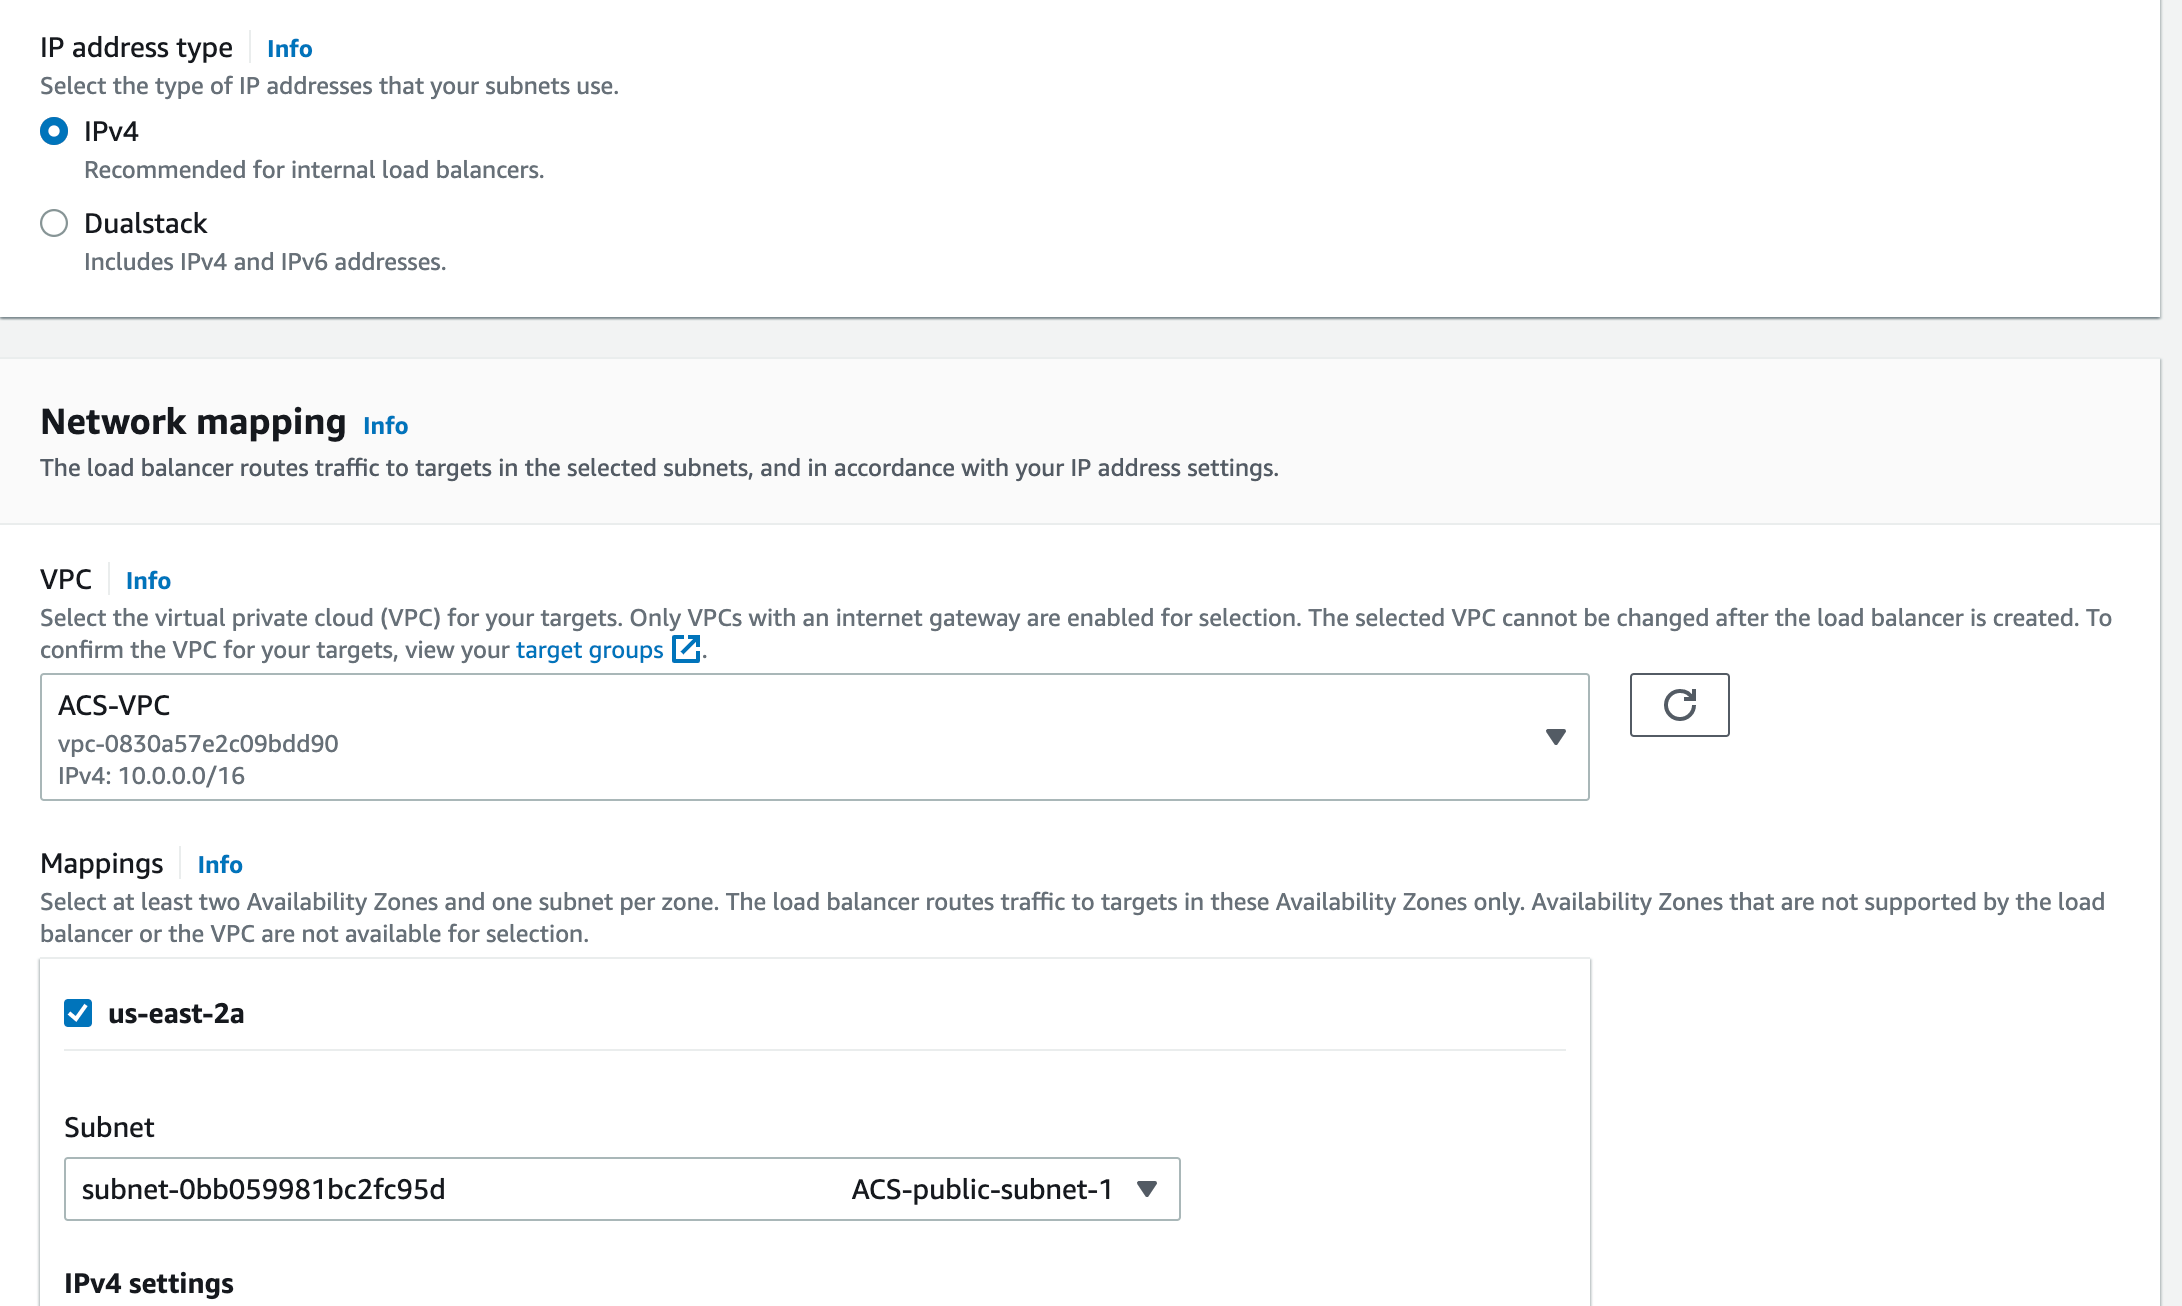 IP address type Info
Select the type of IP addresses that your subnets use.
IPv4
Recommended for internal load balancers.
Dualstack
Includes IPv4 and IPv6 addresses.
Network mapping Info
The load balancer routes traffic to targets in the selected subnets, and in accordance with your IP address settings.
VPC Info
Select the virtual private cloud (VPC) for your targets. Only VPCs with an internet gateway are enabled for selection. The selected VPC cannot be changed after the load balancer is created. To
confirm the VPC for your targets, view your target groups.
ACS-VPC
vpc-0830a57e2c09bdd90
IPv4: 10.0.0.0/16
Mappings Info
Select at least two Availability Zones and one subnet per zone. The load balancer routes traffic to targets in these Availability Zones only. Availability Zones that are not supported by the load
balancer or the VPC are not available for selection.
us-east-2a
Subnet
subnet-0bb059981bc2fc95d ACS-public-subnet-1
IPv4 settings